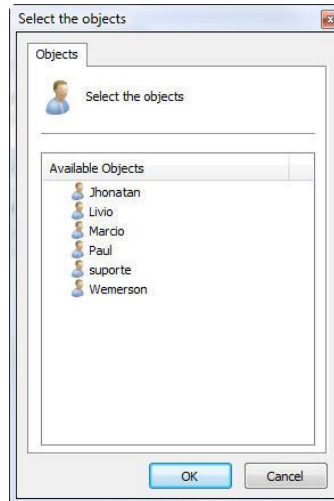 Select the objects
Objects
Select the objects
Available Objects
Jhonatan
Livio
Marcio
Paul
suporte
Wemerson
OK
Cancel